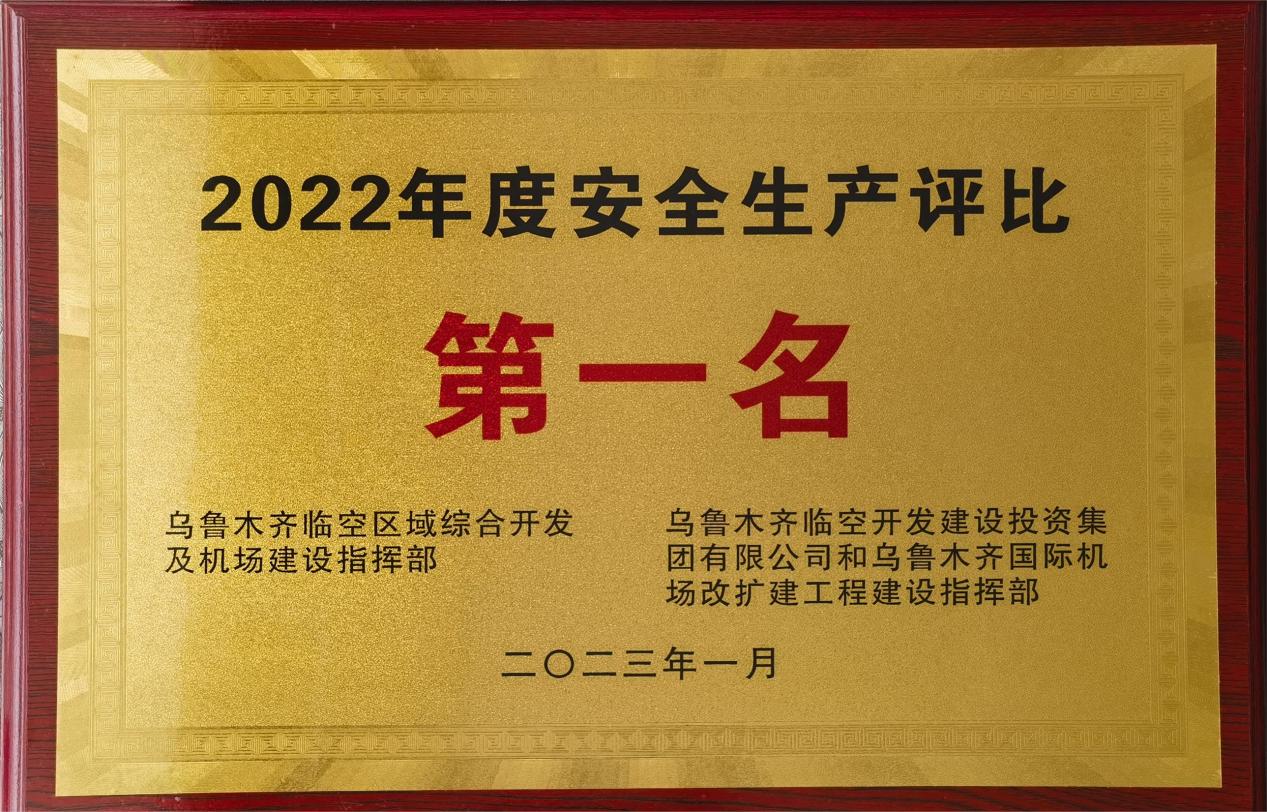 2022年度安全生产评比
第一名
乌鲁木齐临空区域综合开发
及机场建设指挥部
乌鲁木齐临空开发建设投资集
团有限公司和乌鲁木齐国际机
场改扩建工程建设指挥部
二〇二三年一月